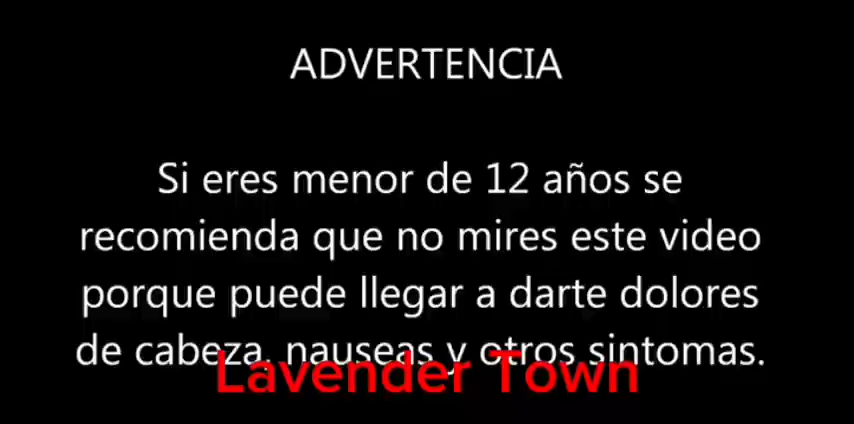 ADVERTENCIA
Si eres menor de 12 años se
recomienda que no mires este video
porque puede llegar a darte dolores
de cabeza, nauseas y otros sintomas.
Lavender Town